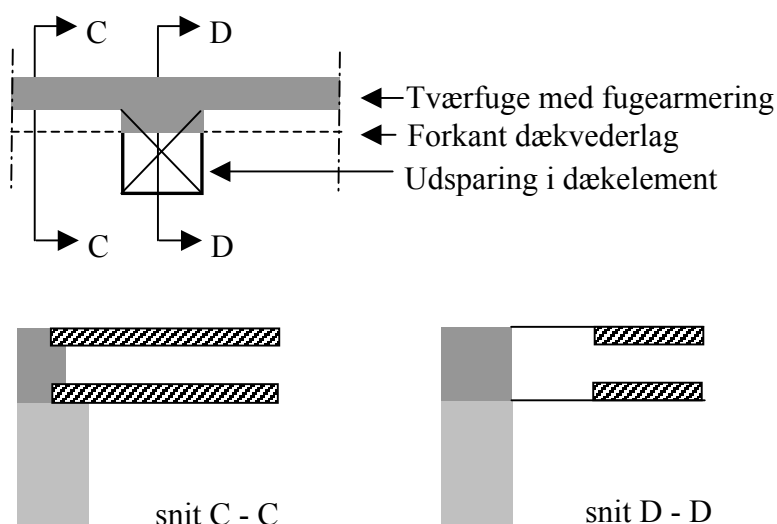 C
D
Tværfuge med fugearmering
Forkant dækvederlag
Udsparing i dækelement
C
D
snit C - C
snit D - D